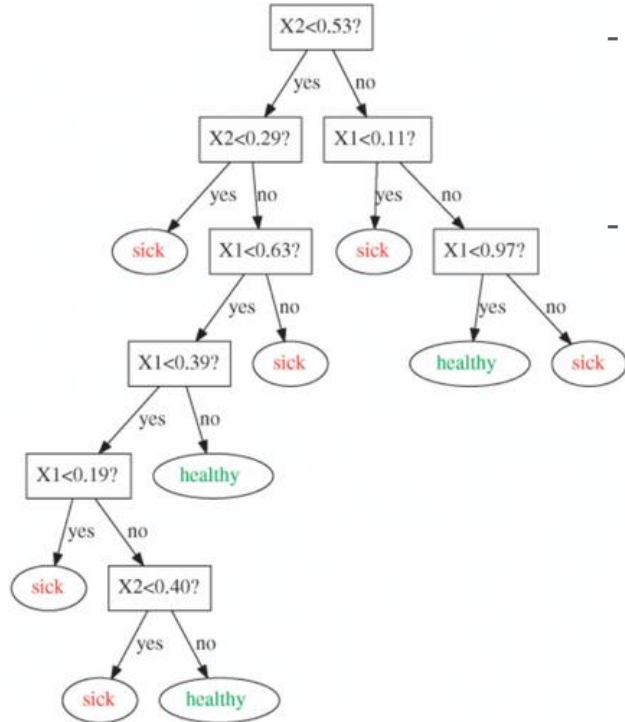 X2<0.53?
yes no
X2<0.29? X1<0.11?
yes no yes no
sick X1<0.63? sick X1<0.97?
yes no yes no
X1<0.39? sick healthy sick
yes no
X1<0.19? healthy
yes no
sick X2<0.40?
yes no
sick healthy